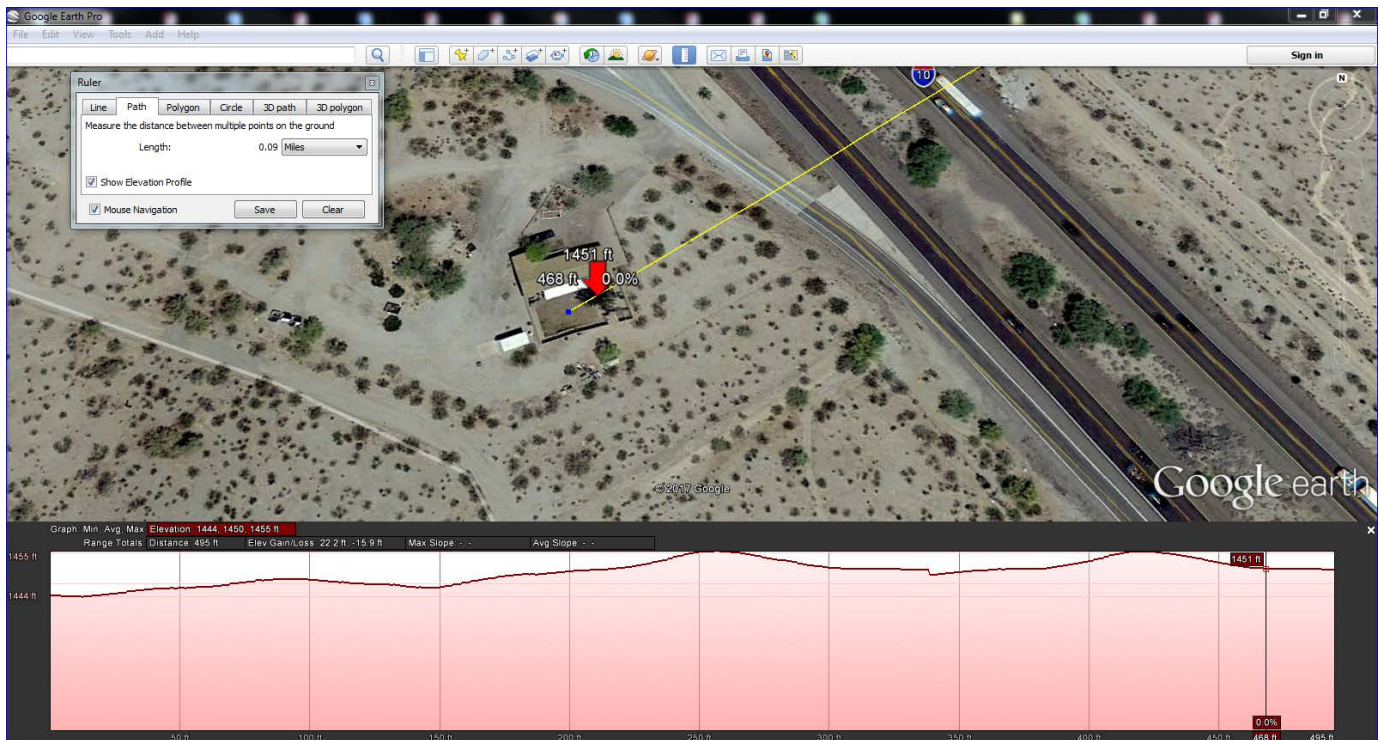 Google Earth Pro
File Edit View Tools Add Help
Sign in
Ruler
Line Path Polygon Circle 3D path 3D polygon
Measure the distance between multiple points on the ground
Length: 0.09 Miles
Show Elevation Profile
Mouse Navigation Save Clear
10
N
1451 ft
468 ft 0.0%
©2017 Google
Google earth
Graph: Min, Avg, Max Elevation: 1444, 1450, 1455 ft
Range Totals: Distance: 495 ft Elev Gain/Loss: 22.2 ft, -15.9 ft Max Slope: -, - Avg Slope: -, -
1455 ft
1451 ft
1444 ft
0.0%
50 ft 100 ft 150 ft 200 ft 250 ft 300 ft 350 ft 400 ft 450 ft 468 ft 495 ft